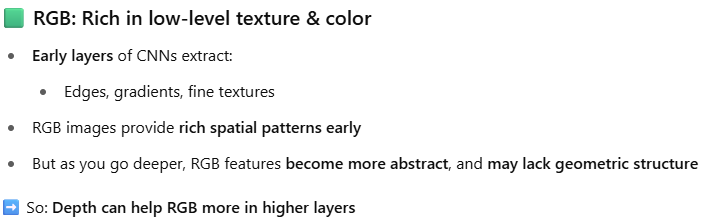 RGB: Rich in low-level texture & color
Early layers of CNNs extract:
Edges, gradients, fine textures
RGB images provide rich spatial patterns early
But as you go deeper, RGB features become more abstract, and may lack geometric structure
So: Depth can help RGB more in higher layers